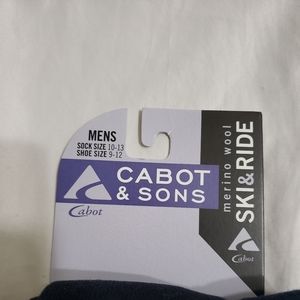 MENS
SOCK SIZE 10-13
SHOE SIZE 9-12
CABOT
& SONS
Cabot
merino wool
SKI&RIDE
Cabot